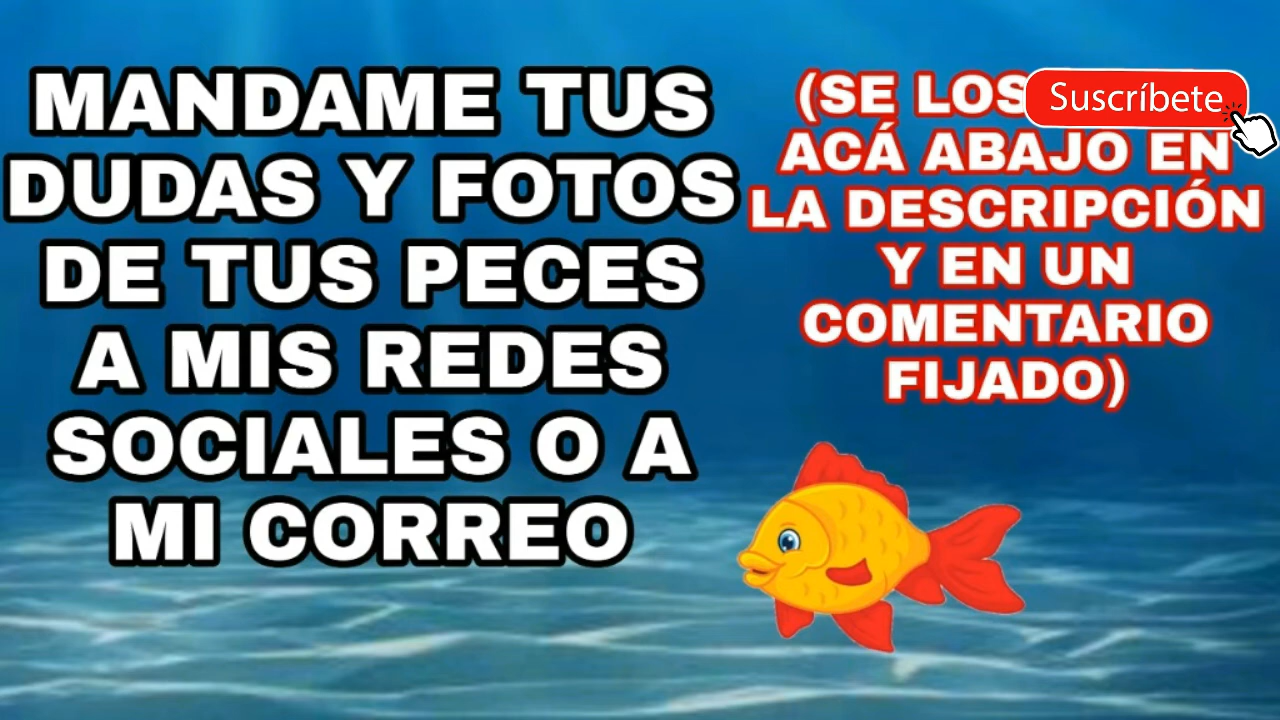 MANDAME TUS
DUDAS Y FOTOS
DE TUS PECES
A MIS REDES
SOCIALES O A
MI CORREO
(SE LOS
Suscríbete
ACÁ ABAJO EN
LA DESCRIPCIÓN
Y EN UN
COMENTARIO
FIJADO)